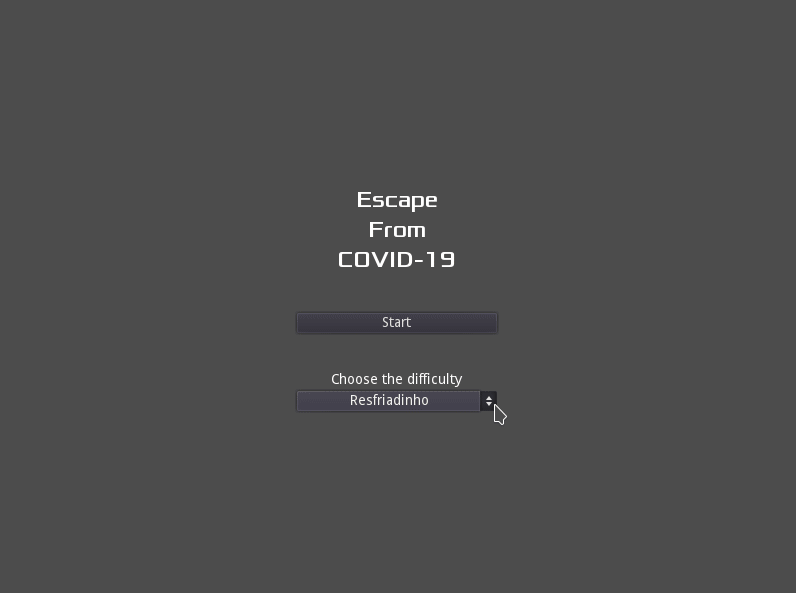 Escape
From
COVID-19
Start
Choose the difficulty
Resfriadinho